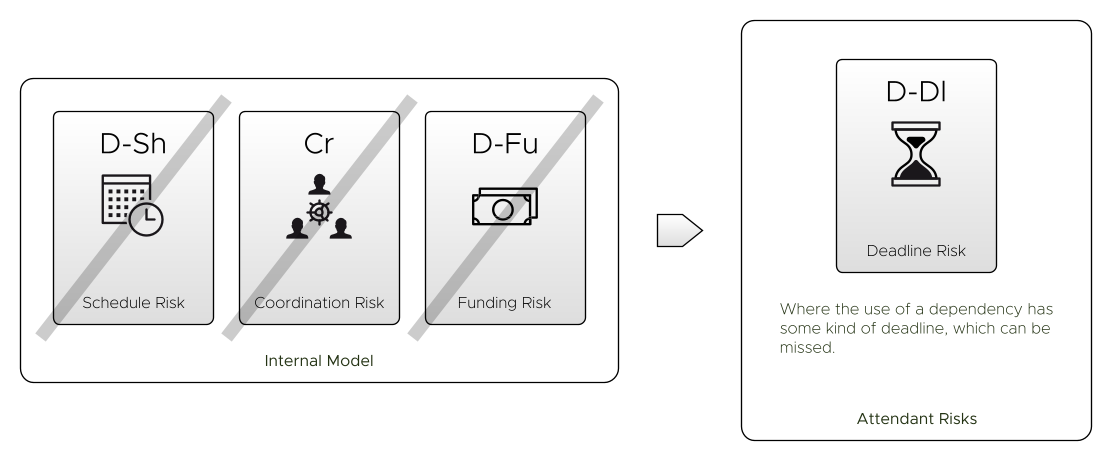 D-Sh
Schedule Risk
Cr
Coordination Risk
D-Fu
Funding Risk
Internal Model
D-Dl
Deadline Risk
Where the use of a dependency has
some kind of deadline, which can be
missed.
Attendant Risks